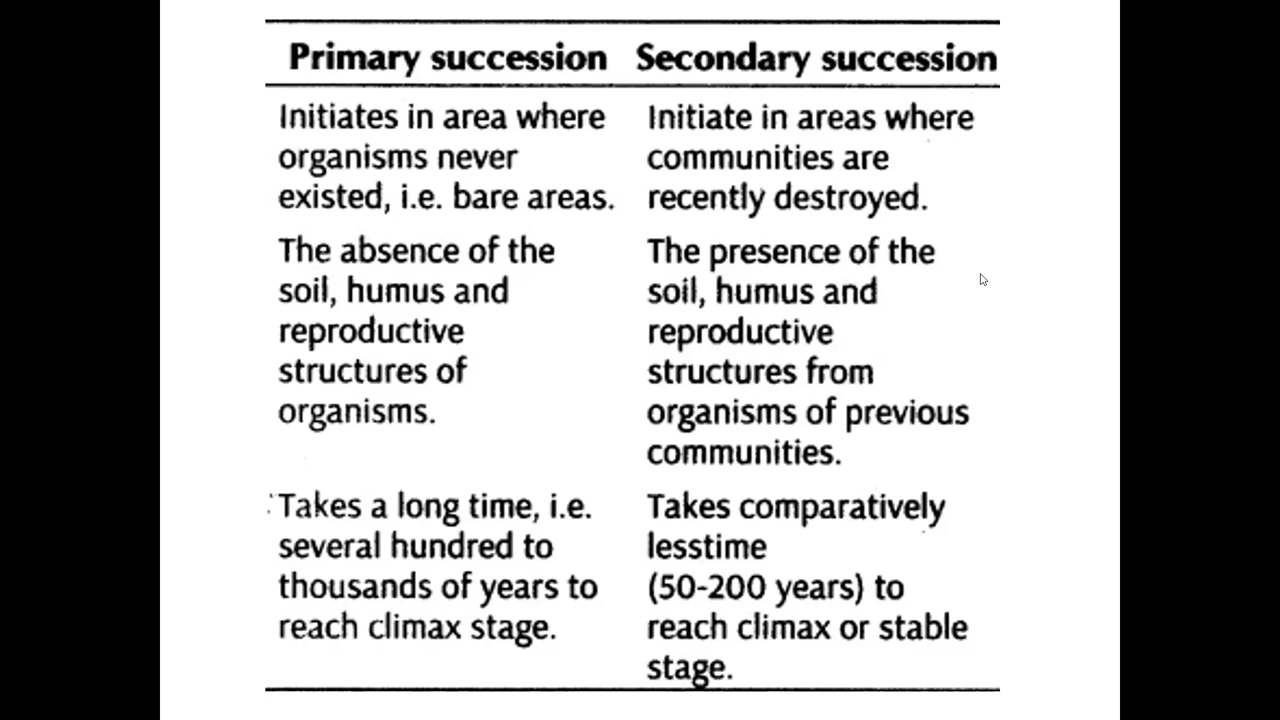 Primary succession Secondary succession
Initiates in area where Initiate in areas where
organisms never communities are
existed, i.e. bare areas. recently destroyed.
The absence of the The presence of the
soil, humus and soil, humus and
reproductive reproductive
structures of structures from
organisms. organisms of previous
communities.
Takes a long time, i.e. Takes comparatively
several hundred to lesstime
thousands of years to (50-200 years) to
reach climax stage. reach climax or stable
stage.